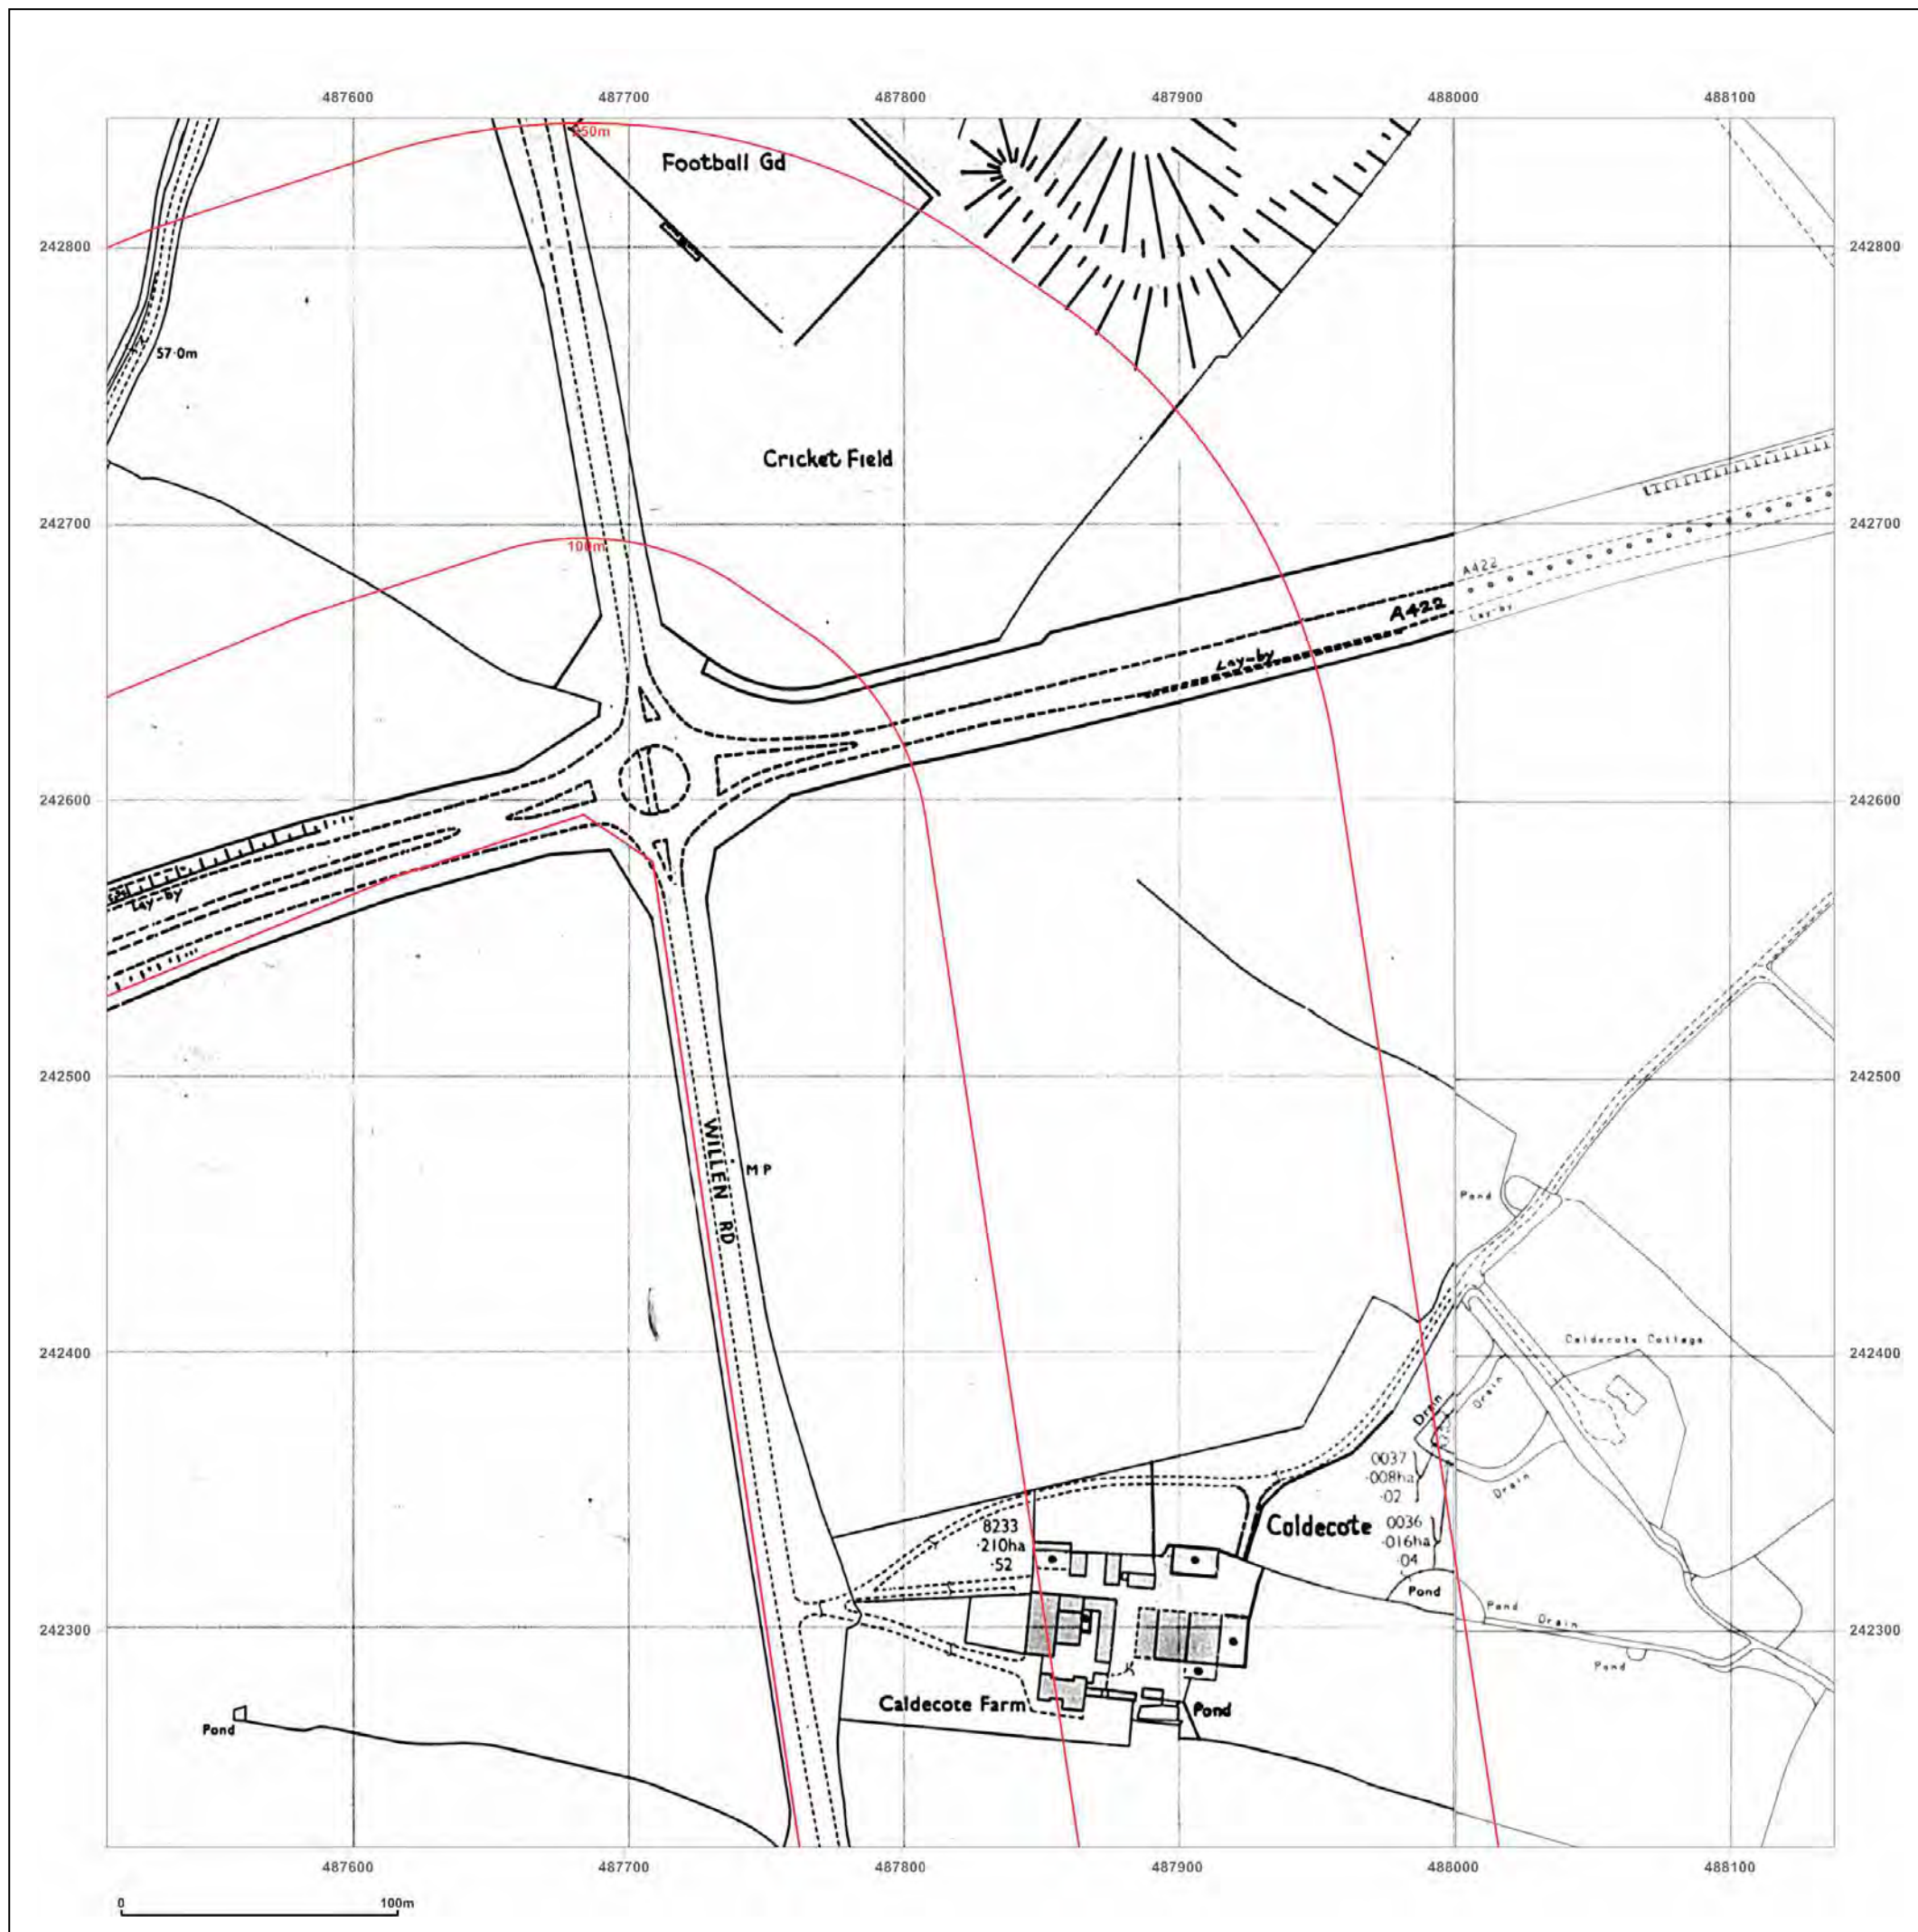 487600 487700 487800 487900 488000 488100
250m
Football Gd
242800 242800
57·0m
Cricket Field
242700 242700
100m
A422
A422
Lay-by
Lay-by
242600 242600
Lay-by
242500 242500
WILLEN RD
M P
Pond
Caldecote Cottage
242400 242400
Drain
Drain
0037
·008ha
·02
Drain
8233
·210ha
·52
Caldecote
0036
·016ha
·04
Pond
Pond
Drain
242300 242300
Pond
Caldecote Farm
Pond
Pond
487600 487700 487800 487900 488000 488100
0 100m